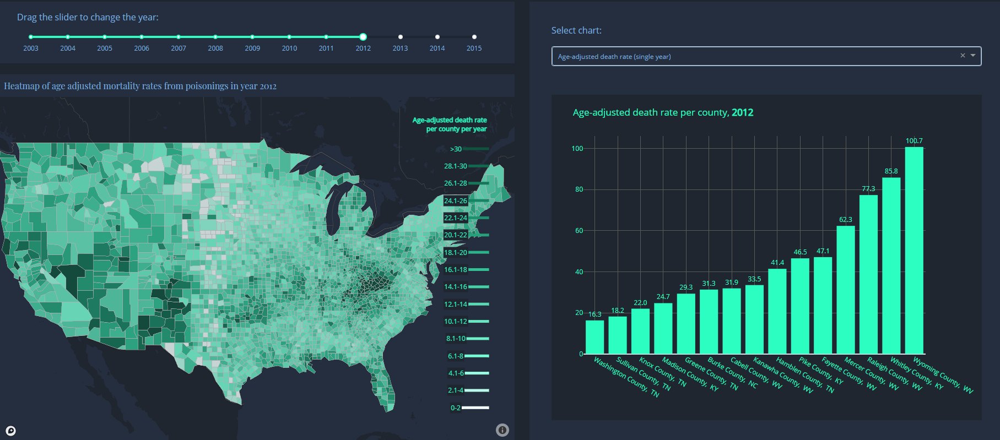 Drag the slider to change the year:
2003 2004 2005 2006 2007 2008 2009 2010 2011 2012 2013 2014 2015
Heatmap of age adjusted mortality rates from poisonings in year 2012
Age-adjusted death rate
per county per year
>30
28.1-30
26.1-28
24.1-26
22.1-24
20.1-22
18.1-20
16.1-18
14.1-16
12.1-14
10.1-12
8.1-10
6.1-8
4.1-6
2.1-4
0-2
Select chart:
Age-adjusted death rate (single year)
Age-adjusted death rate per county, 2012
100
80
60
40
20
0
16.3
18.2
22.0
24.7
29.3
31.3
31.9
33.5
41.4
46.5
47.1
62.3
77.3
85.8
100.7
Washington County, TN
Sullivan County, TN
Knox County, TN
Madison County, KY
Greene County, TN
Burke County, NC
Cabell County, WV
Kanawha County, WV
Hamblen County, TN
Pike County, KY
Fayette County, WV
Mercer County, WV
Raleigh County, WV
Whitley County, KY
Wyoming County, WV